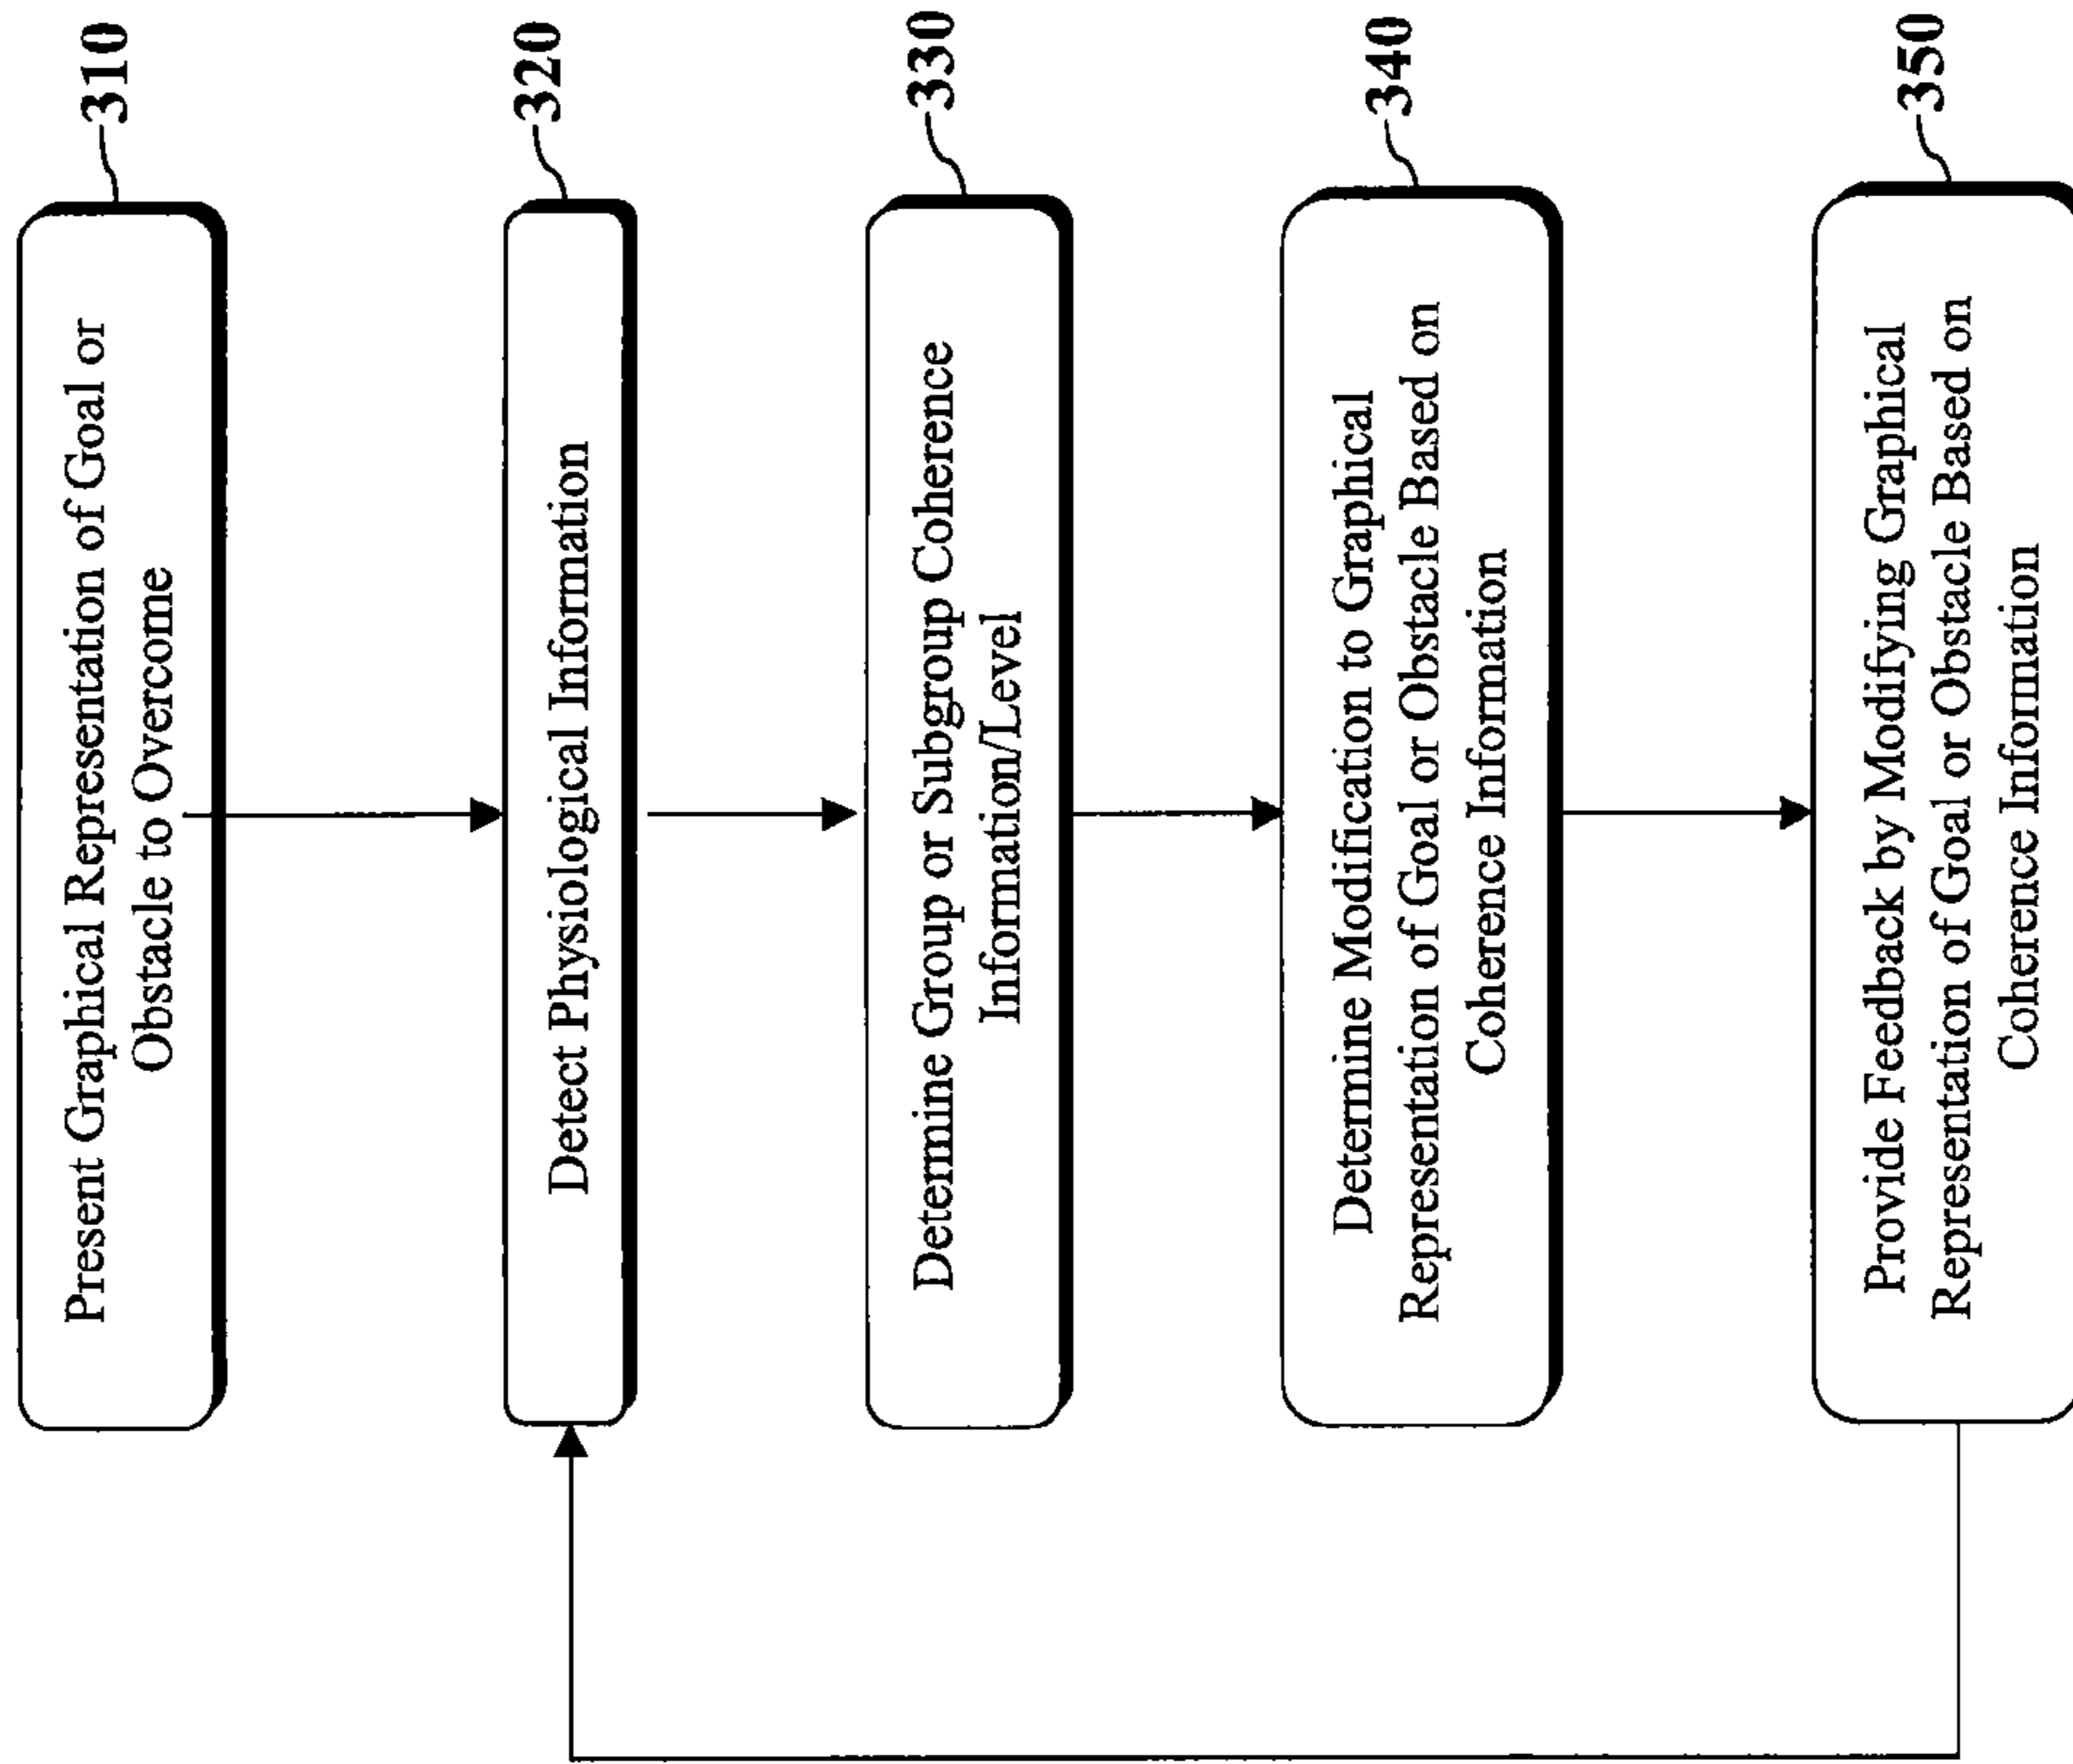 Present Graphical Representation of Goal or
Obstacle to Overcome
310
Detect Physiological Information
320
Determine Group or Subgroup Coherence
Information/Level
330
Determine Modification to Graphical
Representation of Goal or Obstacle Based on
Coherence Information
340
Provide Feedback by Modifying Graphical
Representation of Goal or Obstacle Based on
Coherence Information
350